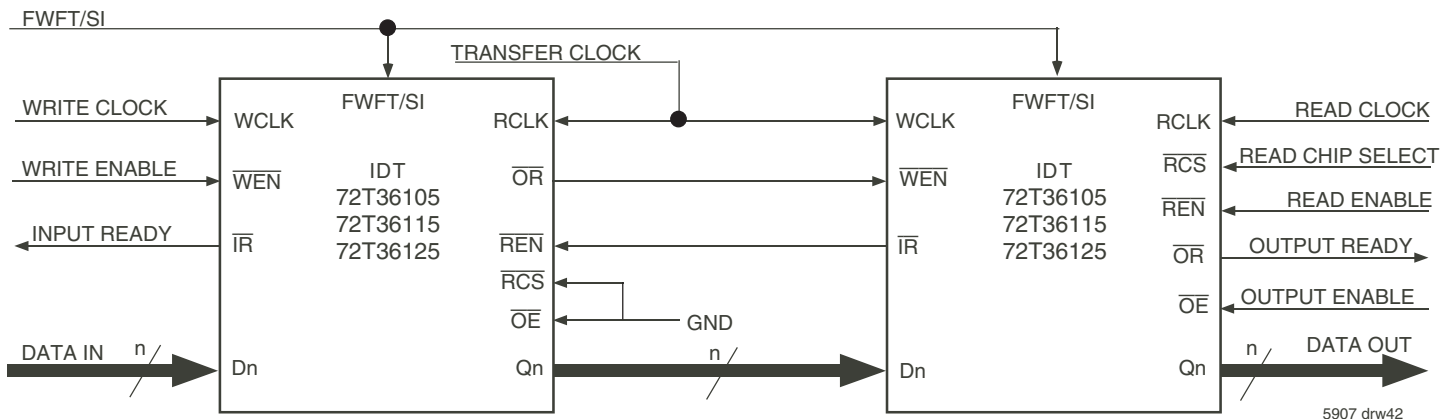 FWFT/SI
TRANSFER CLOCK
WRITE CLOCK
WRITE ENABLE
INPUT READY
DATA IN
n
FWFT/SI
WCLK
WEN
IR
Dn
IDT
72T36105
72T36115
72T36125
RCLK
OR
REN
RCS
OE
Qn
GND
n
FWFT/SI
WCLK
WEN
IR
Dn
IDT
72T36105
72T36115
72T36125
RCLK
RCS
REN
OR
OE
Qn
READ CLOCK
READ CHIP SELECT
READ ENABLE
OUTPUT READY
OUTPUT ENABLE
n
DATA OUT
5907 drw42